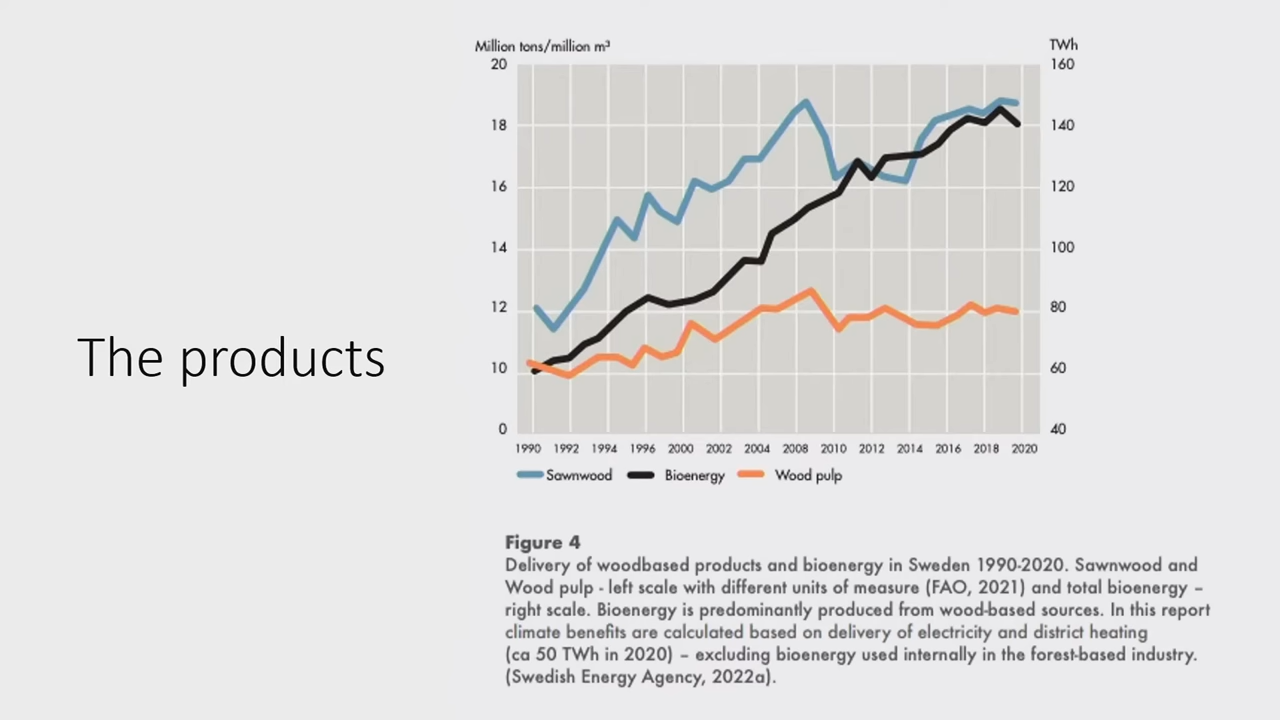 The products
Million tons/million m³
TWh
20
18
16
14
12
10
0
160
140
120
100
80
60
40
1990 1992 1994 1996 2000 2002 2004 2008 2010 2012 2014 2016 2018 2020
Sawnwood Bioenergy Wood pulp
Figure 4
Delivery of woodbased products and bioenergy in Sweden 1990-2020. Sawnwood and
Wood pulp - left scale with different units of measure (FAO, 2021) and total bioenergy –
right scale. Bioenergy is predominantly produced from wood-based sources. In this report
climate benefits are calculated based on delivery of electricity and district heating
(ca 50 TWh in 2020) – excluding bioenergy used internally in the forest-based industry.
(Swedish Energy Agency, 2022a).